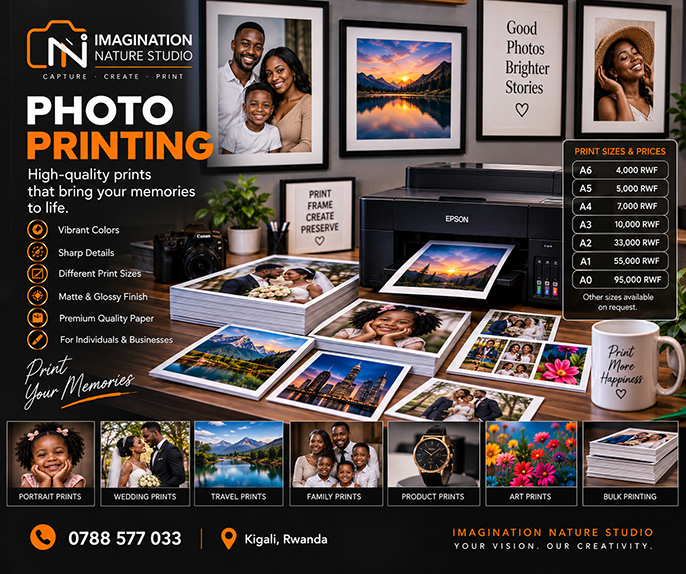 IMAGINATION
NATURE STUDIO
CAPTURE · CREATE · PRINT
PHOTO
PRINTING
High-quality prints
that bring your memories
to life.
Vibrant Colors
Sharp Details
Different Print Sizes
Matte & Glossy Finish
Premium Quality Paper
For Individuals & Businesses
Print
Your Memories
Good
Photos
Brighter
Stories
PRINT
FRAME
CREATE
PRESERVE
Canon
EPSON
PRINT SIZES & PRICES
A6 4,000 RWF
A5 5,000 RWF
A4 7,000 RWF
A3 10,000 RWF
A2 33,000 RWF
A1 55,000 RWF
A0 95,000 RWF
Other sizes available
on request.
Print
More
Happiness
PORTRAIT PRINTS
WEDDING PRINTS
TRAVEL PRINTS
FAMILY PRINTS
PRODUCT PRINTS
ART PRINTS
BULK PRINTING
0788 577 033
Kigali, Rwanda
IMAGINATION NATURE STUDIO
YOUR VISION. OUR CREATIVITY.